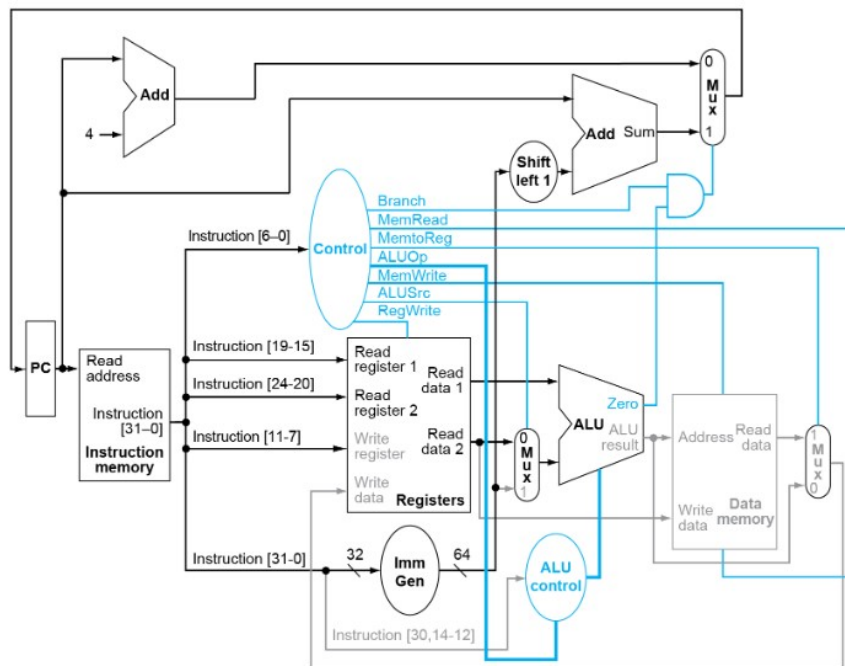 0
M
u
x
1
Add
4
Add Sum
Shift
left 1
Branch
MemRead
MemtoReg
ALUOp
MemWrite
ALUSrc
RegWrite
Control
Instruction [6–0]
PC
Read
address
Instruction
[31–0]
Instruction
memory
Instruction [19-15]
Instruction [24-20]
Instruction [11-7]
Instruction [31-0]
Read
register 1
Read
register 2
Write
register
Write
data
Read
data 1
Read
data 2
Registers
0
M
u
x
1
Zero
ALU
ALU
result
Address
Read
data
Write
data
Data
memory
1
M
u
x
0
32
Imm
Gen
64
ALU
control
Instruction [30,14-12]